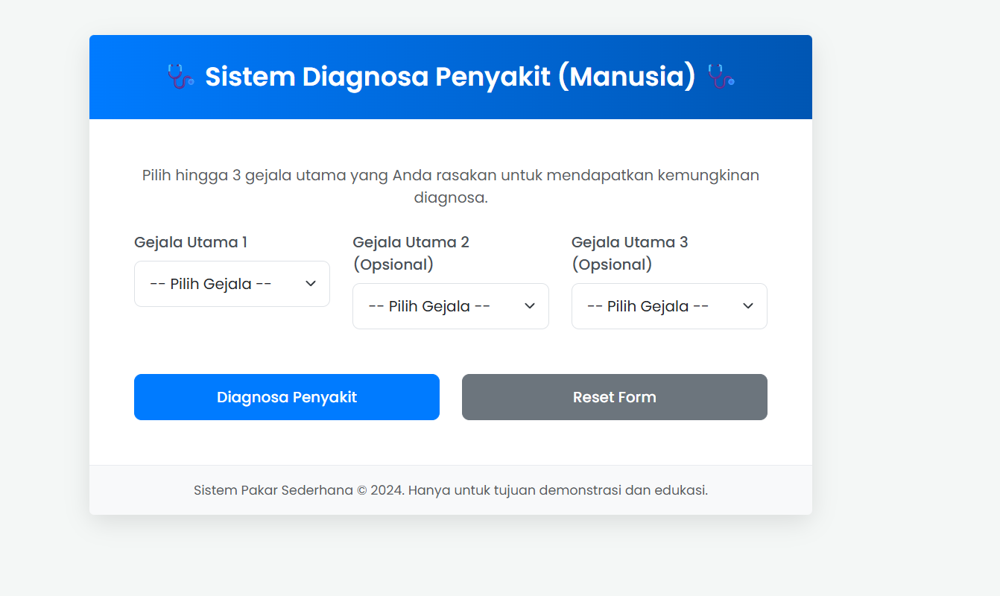 Sistem Diagnosa Penyakit (Manusia)
Pilih hingga 3 gejala utama yang Anda rasakan untuk mendapatkan kemungkinan
diagnosa.
Gejala Utama 1
-- Pilih Gejala --
Gejala Utama 2
(Opsional)
-- Pilih Gejala --
Gejala Utama 3
(Opsional)
-- Pilih Gejala --
Diagnosa Penyakit
Reset Form
Sistem Pakar Sederhana © 2024. Hanya untuk tujuan demonstrasi dan edukasi.